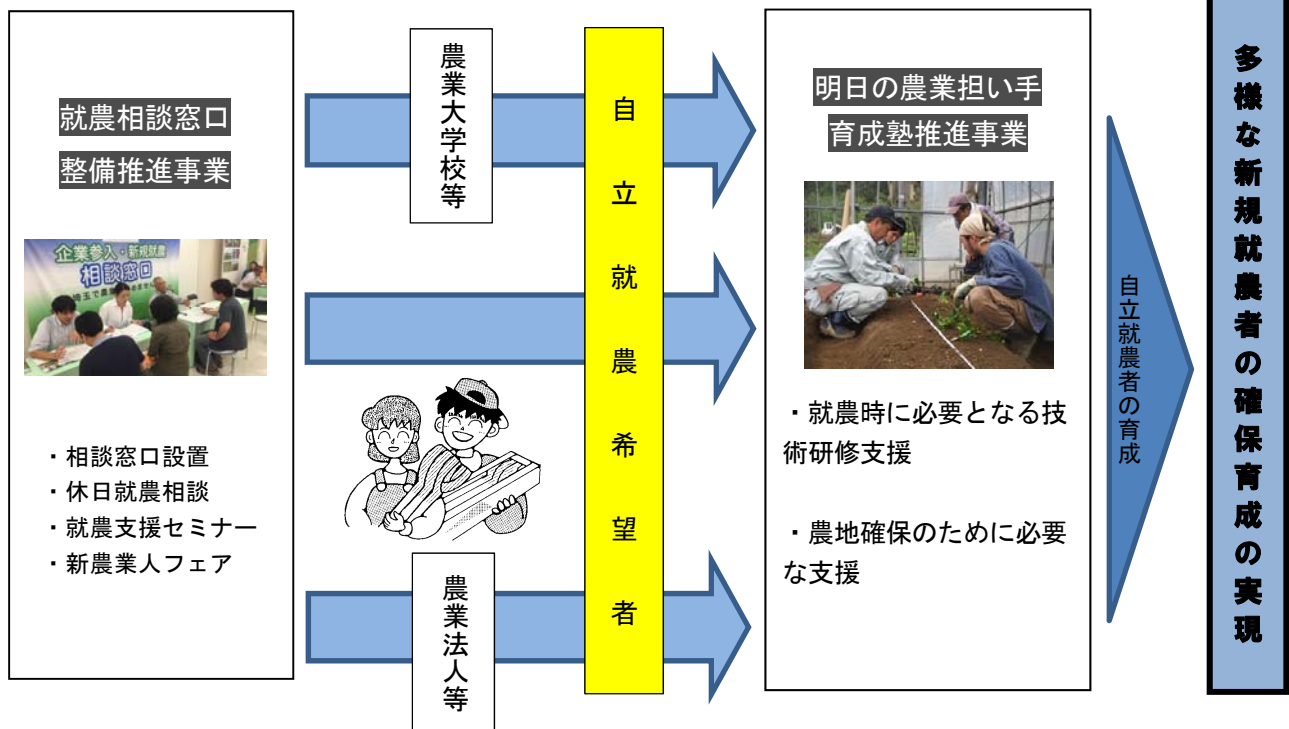 就農相談窓口
整備推進事業
企業参入・新規就農
相談窓口
・相談窓口設置
・休日就農相談
・就農支援セミナー
・新農業人フェア
農業大学校等
農業法人等
自立就農希望者
明日の農業担い手
育成塾推進事業
・就農時に必要となる技
術研修支援
・農地確保のために必要
な支援
自立就農者の育成
多様な新規就農者の確保育成の実現